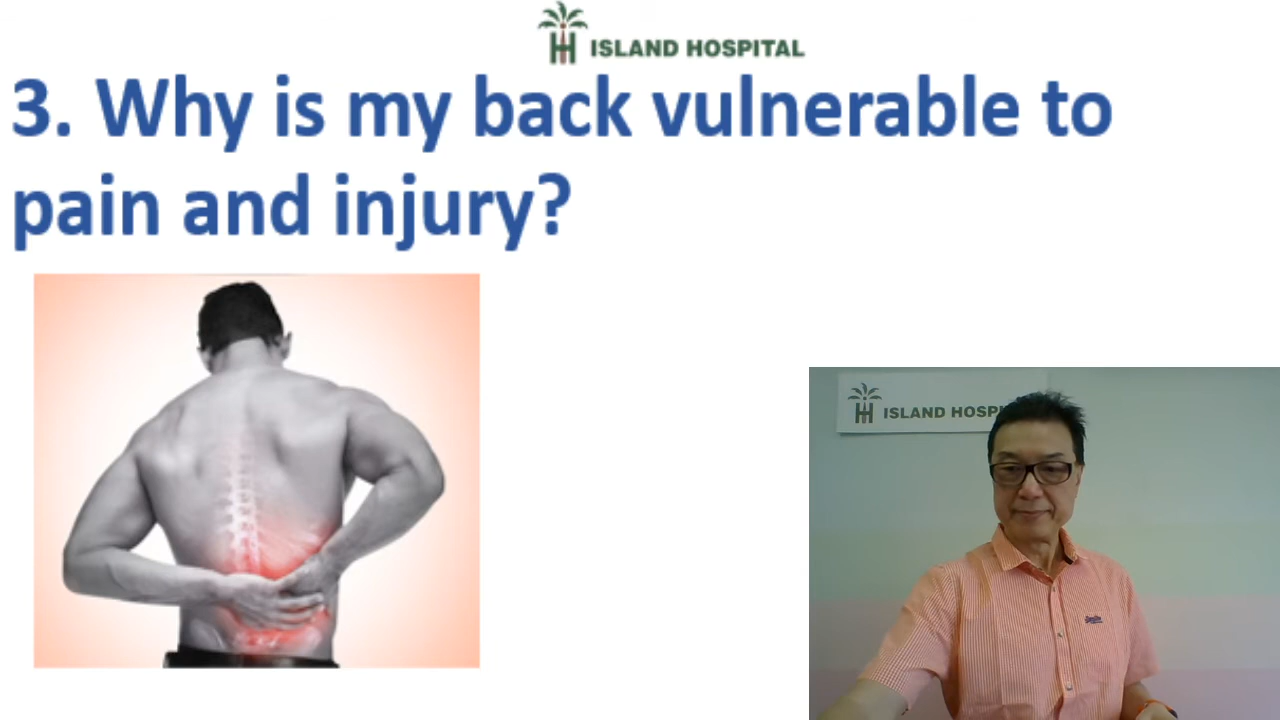 ISLAND HOSPITAL
3. Why is my back vulnerable to
pain and injury?
ISLAND HOSPI